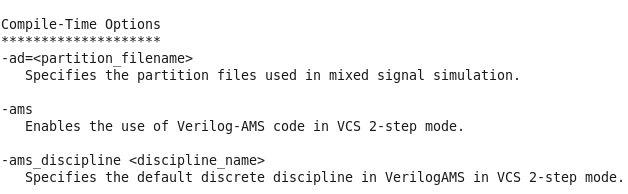 Compile-Time Options
********************
-ad=<partition_filename>
Specifies the partition files used in mixed signal simulation.
-ams
Enables the use of Verilog-AMS code in VCS 2-step mode.
-ams_discipline <discipline_name>
Specifies the default discrete discipline in VerilogAMS in VCS 2-step mode.